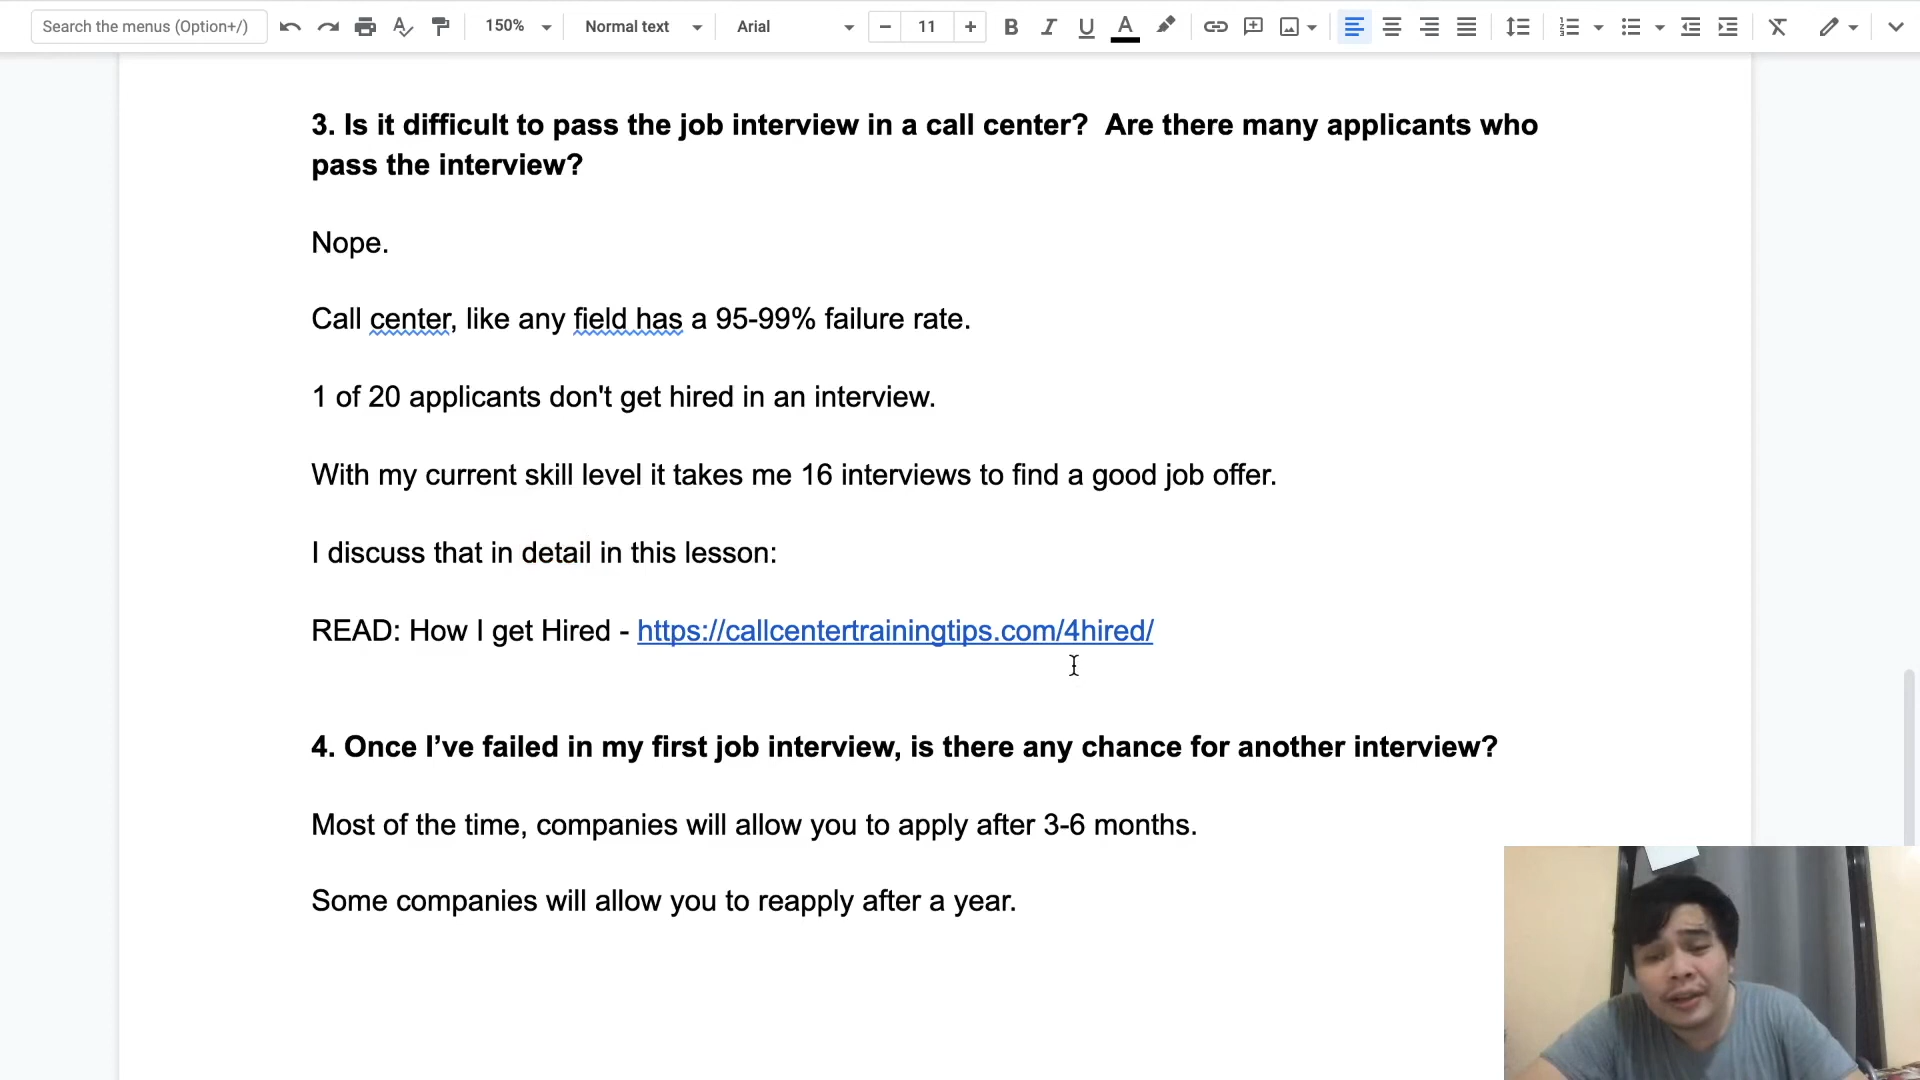 Search the menus (Option+/)
150%
Normal text
Arial
11
3. Is it difficult to pass the job interview in a call center?  Are there many applicants who
pass the interview?
Nope.
Call center, like any field has a 95-99% failure rate.
1 of 20 applicants don't get hired in an interview.
With my current skill level it takes me 16 interviews to find a good job offer.
I discuss that in detail in this lesson:
READ: How I get Hired - https://callcentertrainingtips.com/4hired/
4. Once I’ve failed in my first job interview, is there any chance for another interview?
Most of the time, companies will allow you to apply after 3-6 months.
Some companies will allow you to reapply after a year.